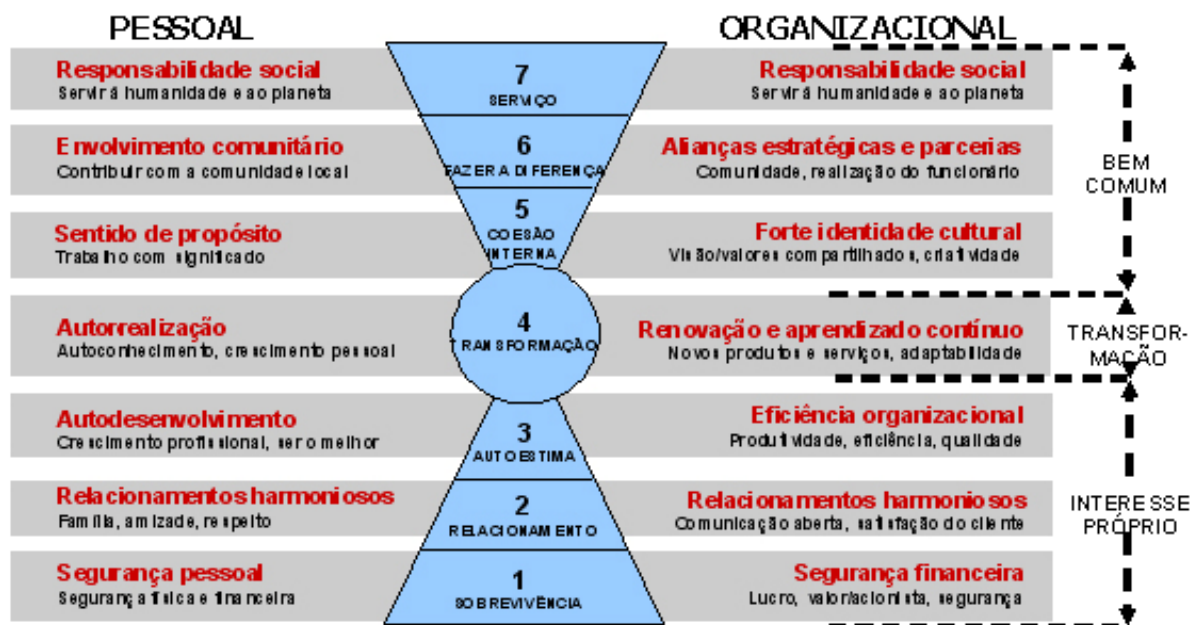 PESSOAL
ORGANIZACIONAL
Responsabilidade social
Servirá humanidade e ao planeta
7
SERVIÇO
Responsabilidade social
Servirá humanidade e ao planeta
Envolvimento comunitário
Contribuir com a comunidade local
6
FAZER A DIFERENÇA
Alianças estratégicas e parcerias
Comunidade, realização do funcionário
BEM
COMUM
Sentido de propósito
Trabalho com significado
5
COESÃO
INTERNA
Forte identidade cultural
Visão/valores compartilhados, criatividade
Autorrealização
Autoconhecimento, crescimento pessoal
4
TRANSFORMAÇÃO
Renovação e aprendizado contínuo
Novos produtos e serviços, adaptabilidade
TRANSFOR-
MAÇÃO
Autodesenvolvimento
Crescimento profissional, ser o melhor
3
AUTOESTIMA
Eficiência organizacional
Produtividade, eficiência, qualidade
Relacionamentos harmoniosos
Família, amizade, respeito
2
RELACIONAMENTO
Relacionamentos harmoniosos
Comunicação aberta, satisfação do cliente
INTERESSE
PRÓPRIO
Segurança pessoal
Segurança física e financeira
1
SOBREVIVÊNCIA
Segurança financeira
Lucro, valor/acionista, segurança